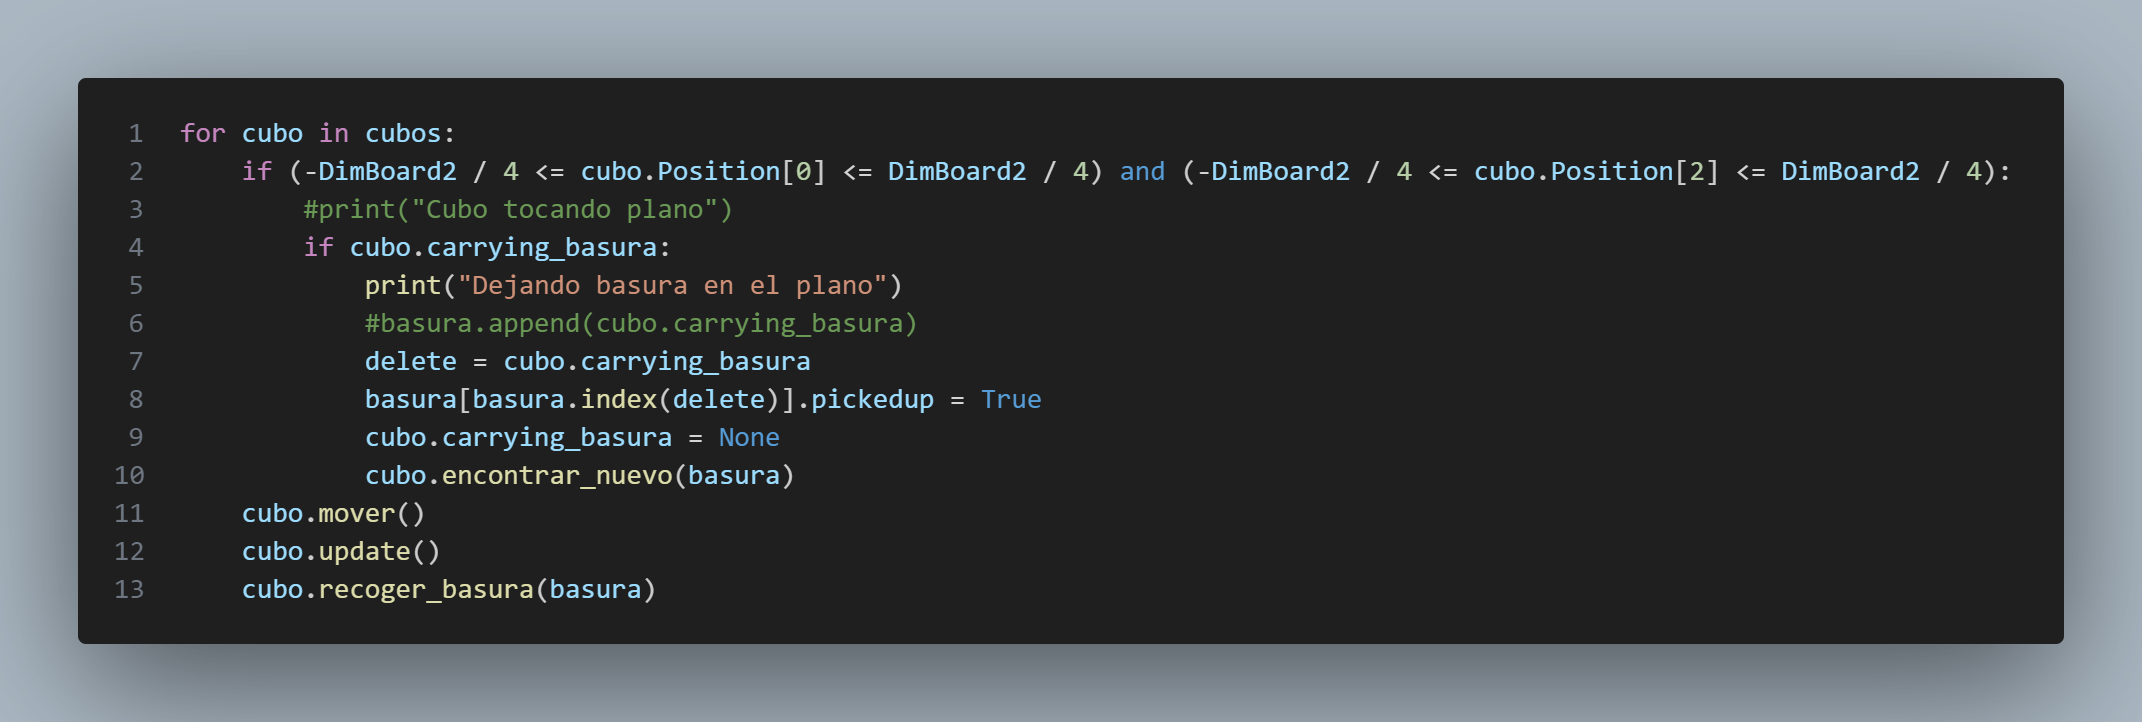 1 for cubo in cubos:
2     if (-DimBoard2 / 4 <= cubo.Position[0] <= DimBoard2 / 4) and (-DimBoard2 / 4 <= cubo.Position[2] <= DimBoard2 / 4):
3         #print("Cubo tocando plano")
4         if cubo.carrying_basura:
5             print("Dejando basura en el plano")
6             #basura.append(cubo.carrying_basura)
7             delete = cubo.carrying_basura
8             basura[basura.index(delete)].pickedup = True
9             cubo.carrying_basura = None
10             cubo.encontrar_nuevo(basura)
11     cubo.mover()
12     cubo.update()
13     cubo.recoger_basura(basura)